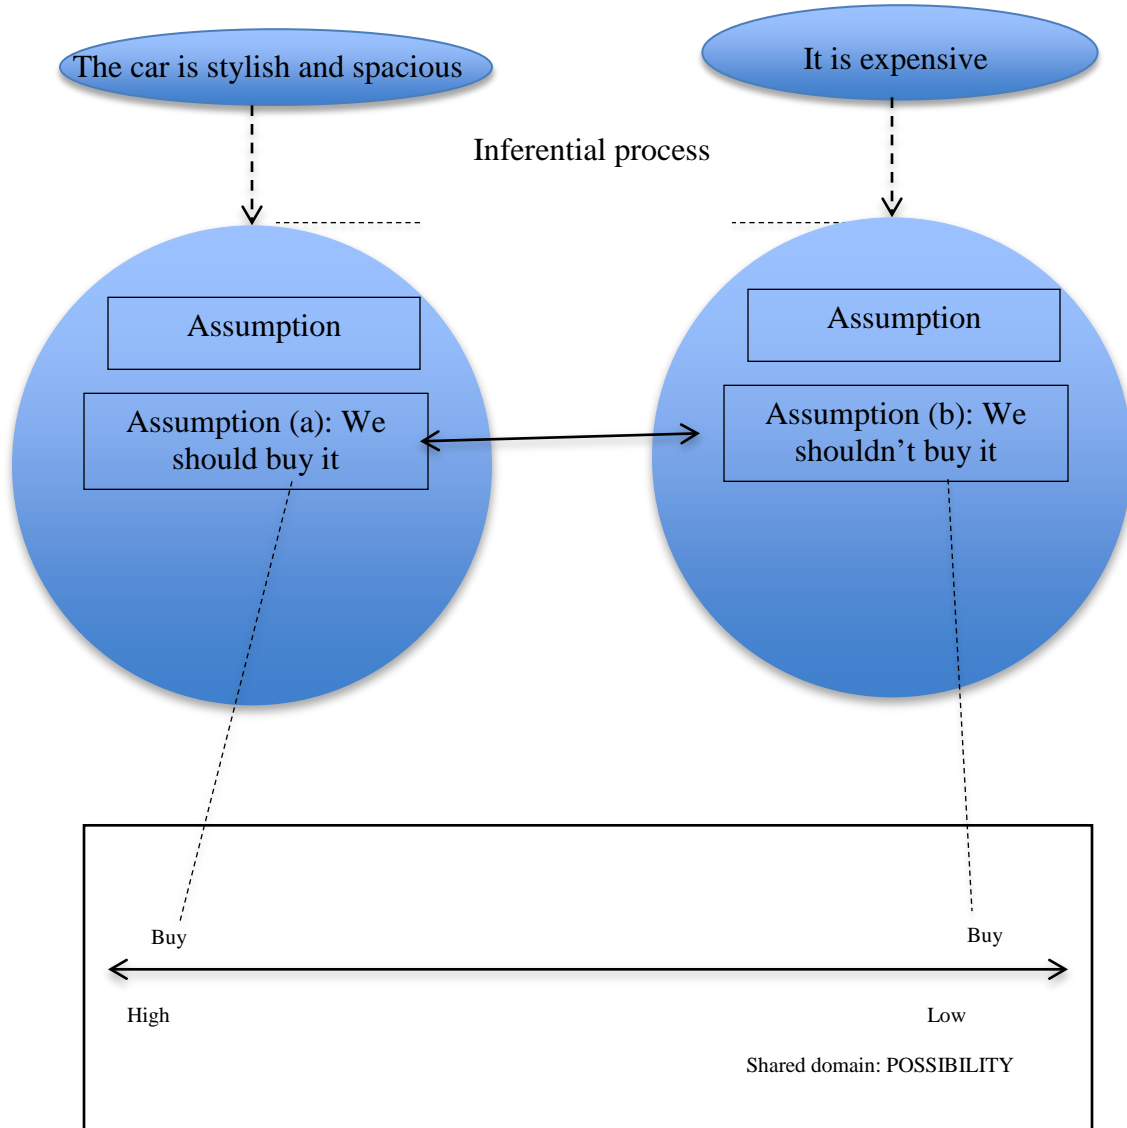 The car is stylish and spacious
It is expensive
Inferential process
Assumption
Assumption
Assumption (a): We
should buy it
Assumption (b): We
shouldn’t buy it
Buy
Buy
High
Low
Shared domain: POSSIBILITY